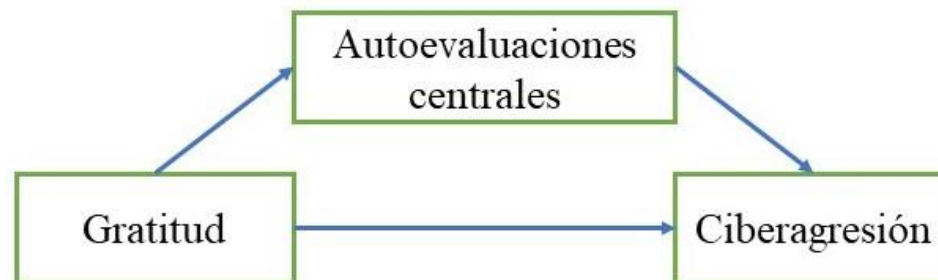 Autoevaluaciones
centrales
Gratitud
Ciberagresión